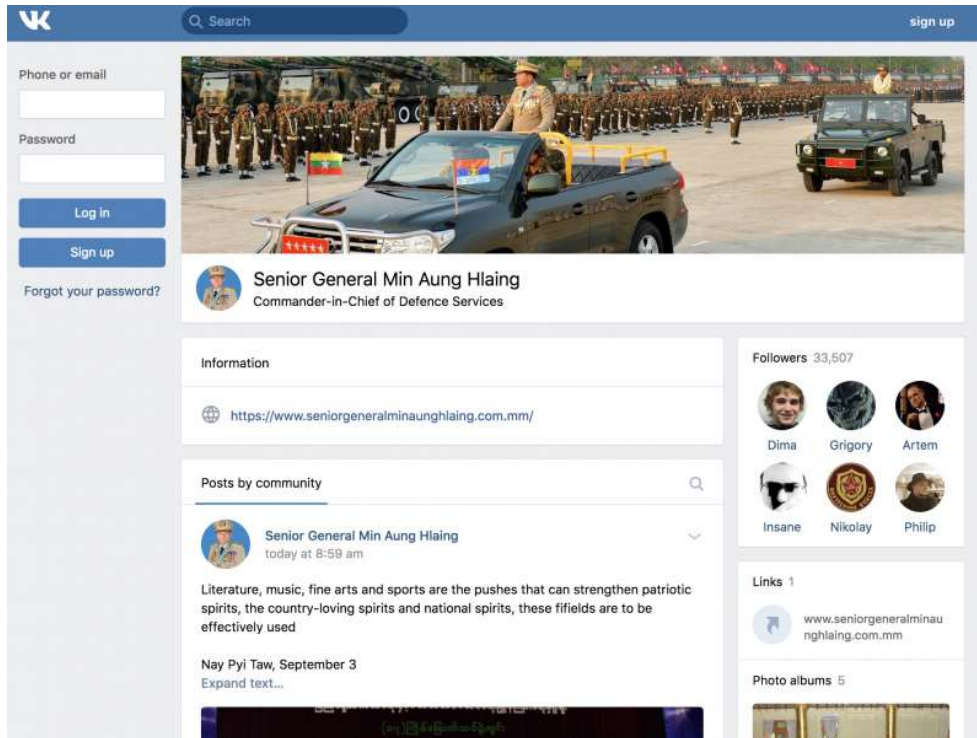 Search
sign up
Phone or email
Password
Log in
Sign up
Forgot your password?
Senior General Min Aung Hlaing
Commander-in-Chief of Defence Services
Information
https://www.seniorgeneralminaunghlaing.com.mm/
Posts by community
Senior General Min Aung Hlaing
today at 8:59 am
Literature, music, fine arts and sports are the pushes that can strengthen patriotic
spirits, the country-loving spirits and national spirits, these fifields are to be
effectively used
Nay Pyi Taw, September 3
Expand text...
Followers 33,507
Dima Grigory Artem
Insane Nikolay Philip
Links 1
www.seniorgeneralminau
nghlaing.com.mm
Photo albums 5